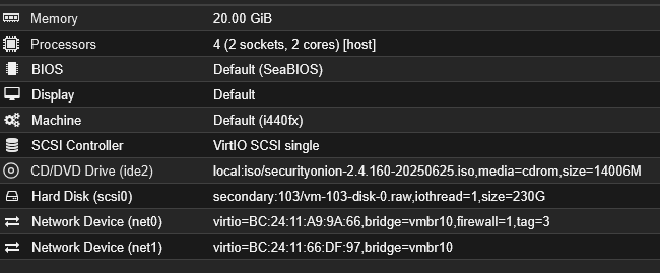 Memory 20.00 GiB
Processors 4 (2 sockets, 2 cores) [host]
BIOS Default (SeaBIOS)
Display Default
Machine Default (i440fx)
SCSI Controller VirtIO SCSI single
CD/DVD Drive (ide2) local:iso/securityonion-2.4.160-20250625.iso,media=cdrom,size=14006M
Hard Disk (scsi0) secondary:103/vm-103-disk-0.raw,iothread=1,size=230G
Network Device (net0) virtio=BC:24:11:A9:9A:66,bridge=vmbr10,firewall=1,tag=3
Network Device (net1) virtio=BC:24:11:66:DF:97,bridge=vmbr10